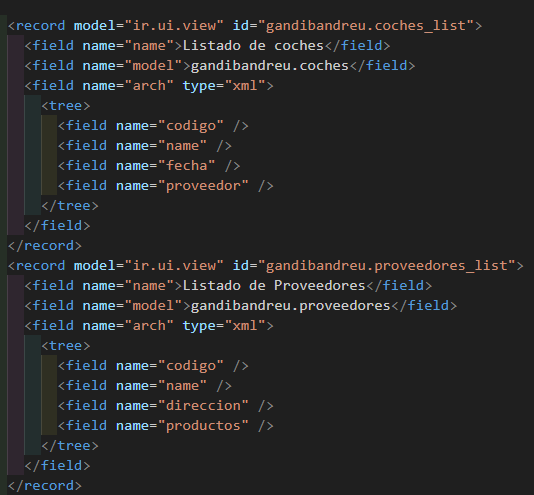 <record model="ir.ui.view" id="gandibandreu.coches_list">
<field name="name">Listado de coches</field>
<field name="model">gandibandreu.coches</field>
<field name="arch" type="xml">
<tree>
<field name="codigo" />
<field name="name" />
<field name="fecha" />
<field name="proveedor" />
</tree>
</field>
</record>
<record model="ir.ui.view" id="gandibandreu.proveedores_list">
<field name="name">Listado de Proveedores</field>
<field name="model">gandibandreu.proveedores</field>
<field name="arch" type="xml">
<tree>
<field name="codigo" />
<field name="name" />
<field name="direccion" />
<field name="productos" />
</tree>
</field>
</record>